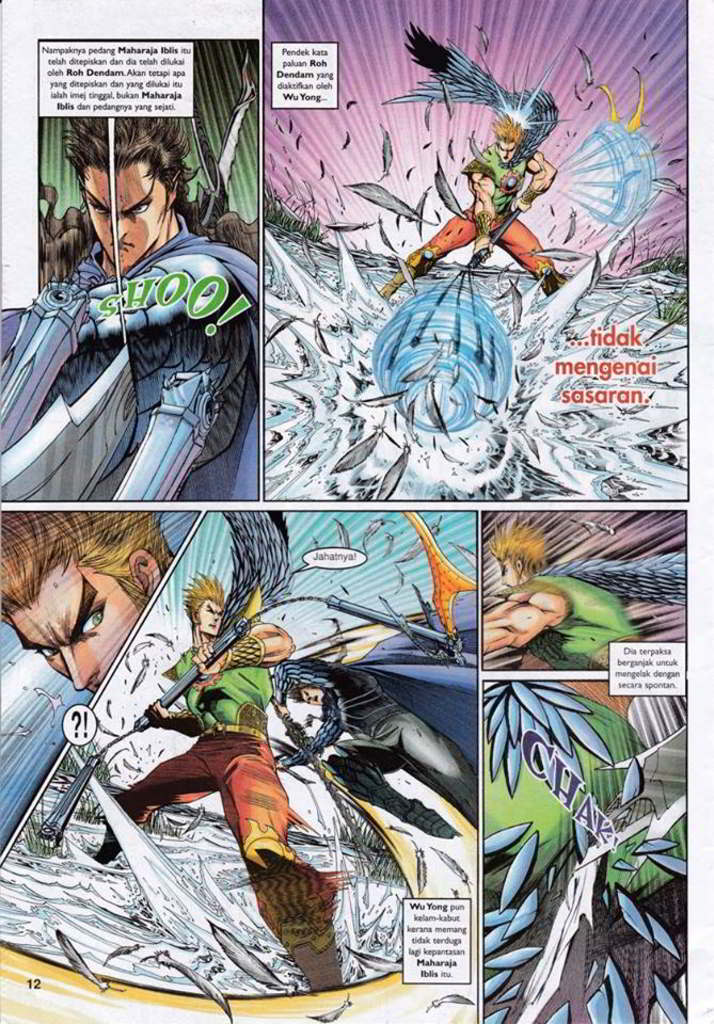 Nampaknya pedang Maharaja Iblis itu
telah ditepiskan dan dia telah dilukai
oleh Roh Dendam. Akan tetapi apa
yang ditepiskan dan yang dilukai itu
ialah imej tinggal, bukan Maharaja
Iblis dan pedangnya yang sejati.
SHOO!
Pendek kata
paluan Roh
Dendam yang
diaktifkan oleh
Wu Yong...
...tidak
mengenai
sasaran.
?!
Jahatnya!
Wu Yong pun
kelam-kabut
kerana memang
tidak terduga
lagi kepantasan
Maharaja
Iblis itu.
Dia terpaksa
berganjak untuk
mengelak dengan
secara spontan.
CHAK
12